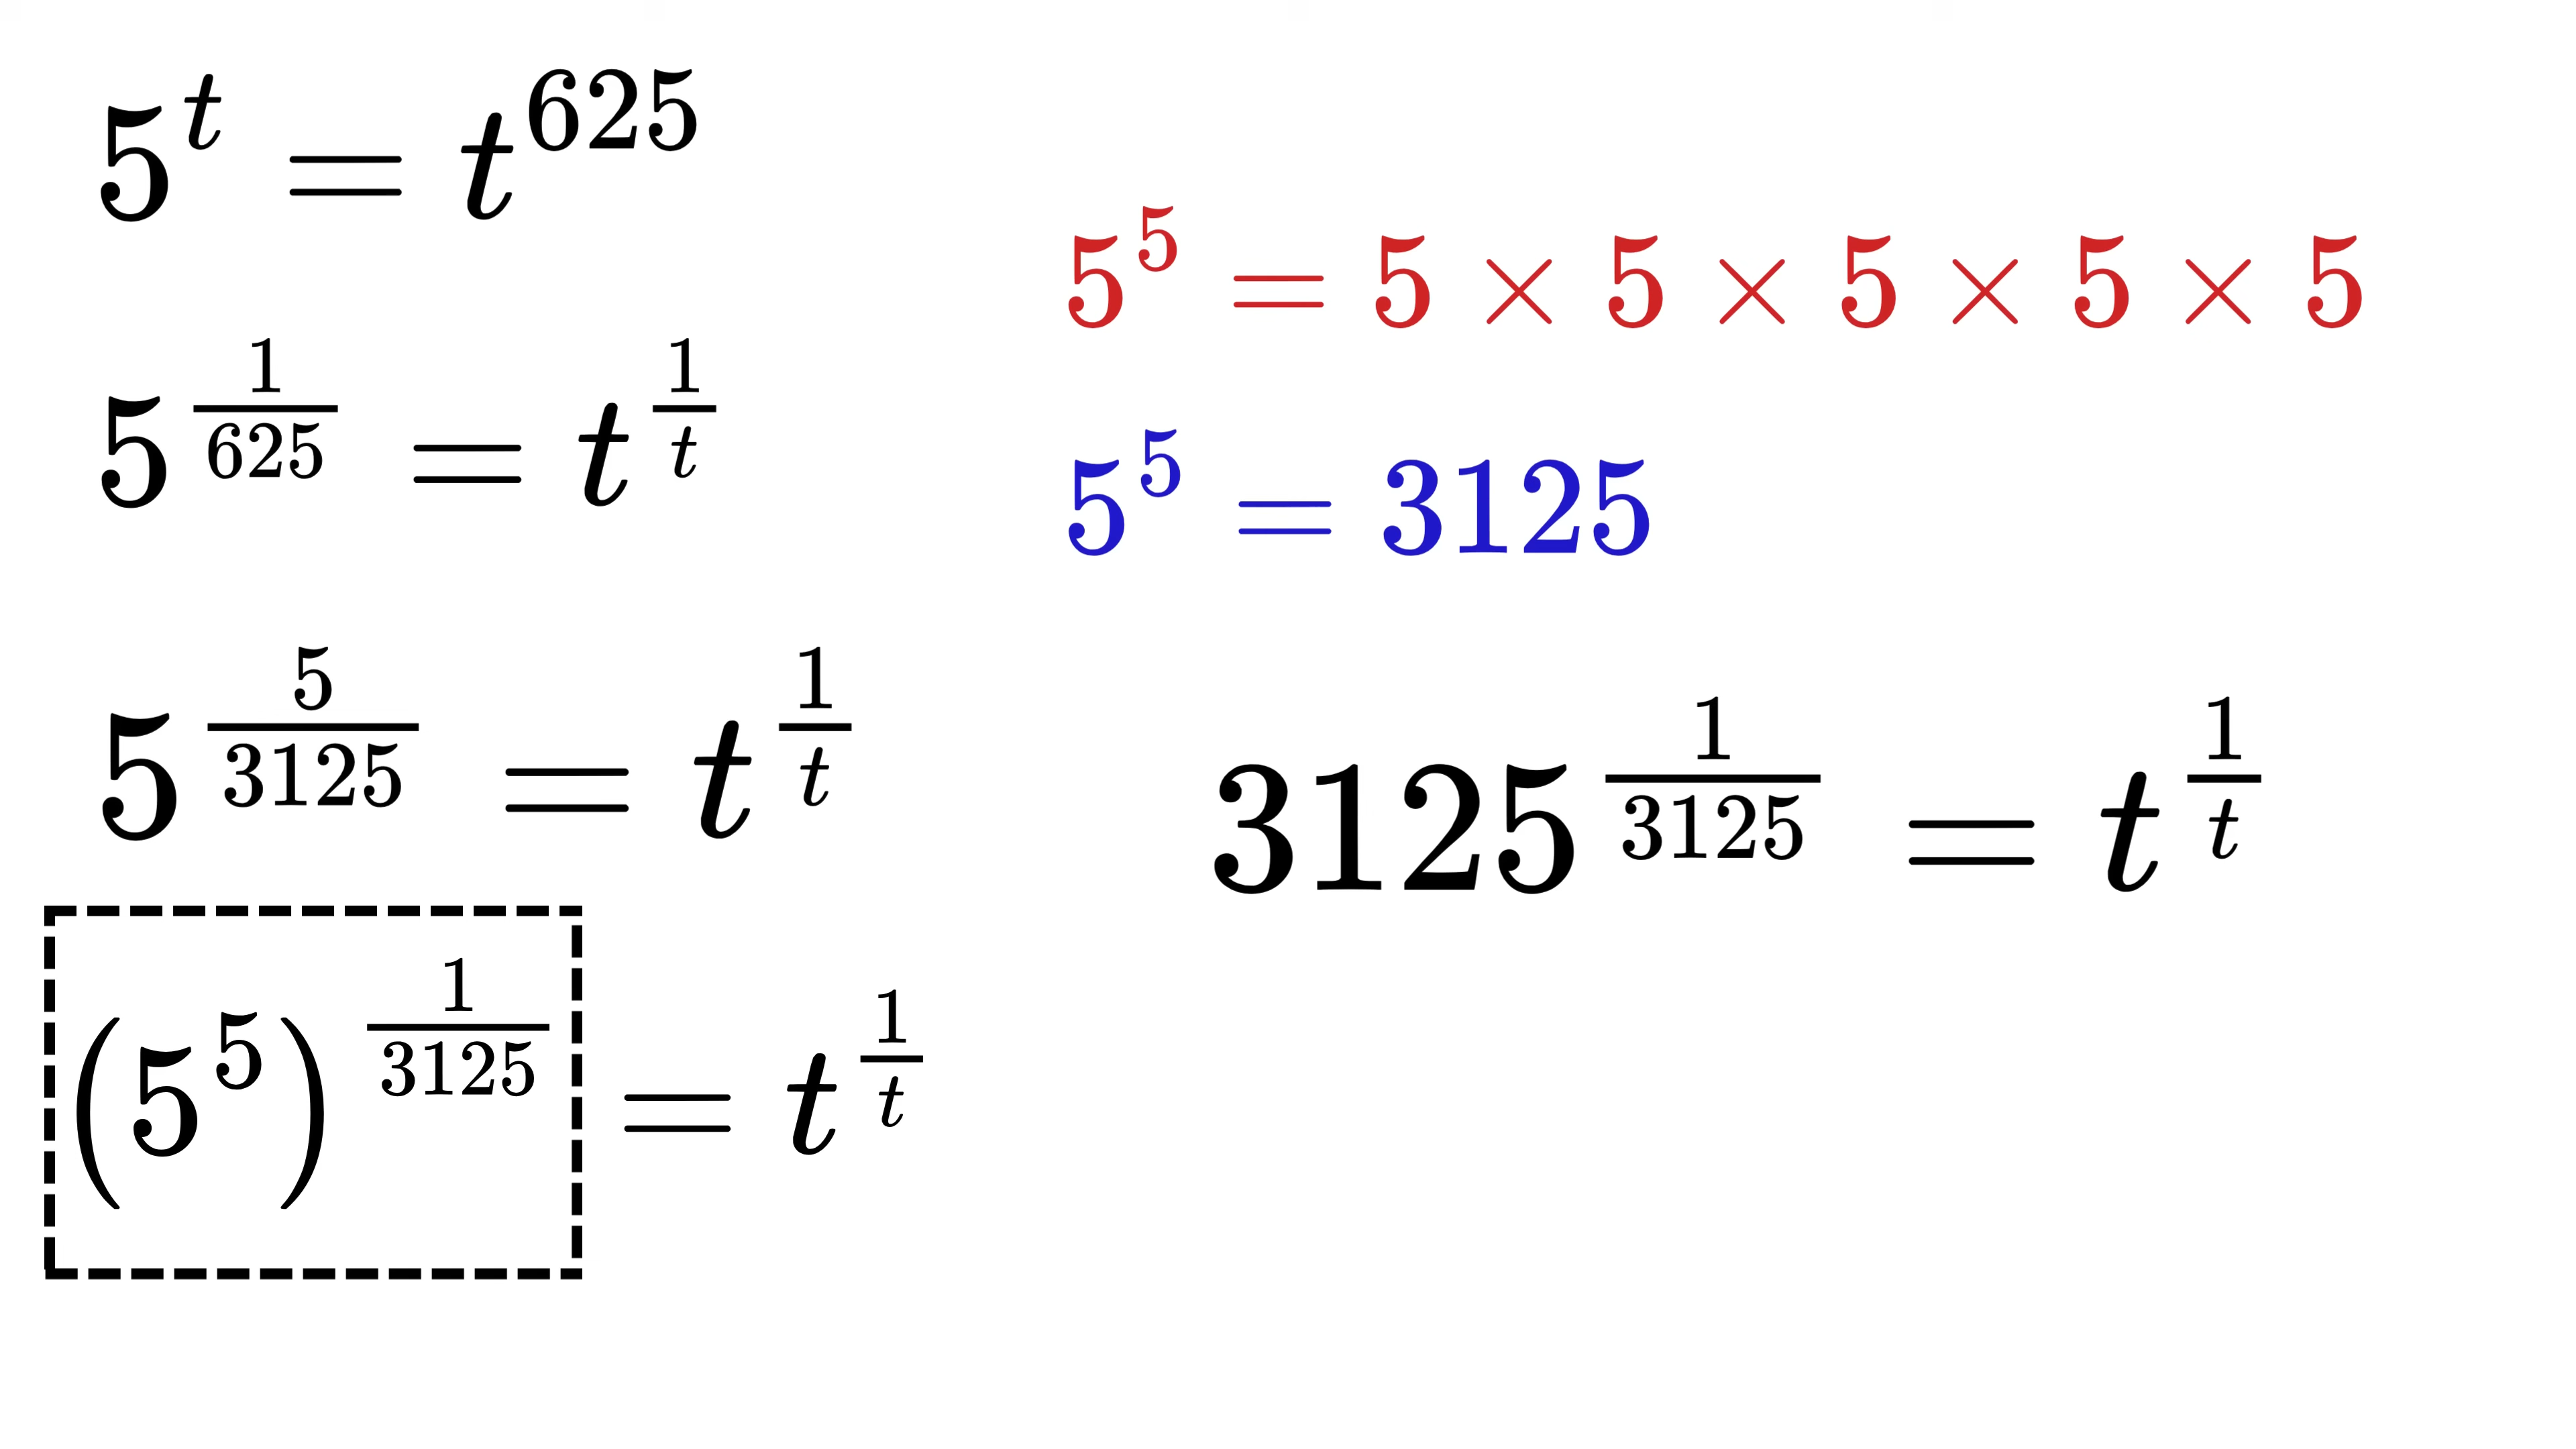 5^t = t^625
5^(1/625) = t^(1/t)
5^(5/3125) = t^(1/t)
(5^5)^(1/3125) = t^(1/t)
5^5 = 5 × 5 × 5 × 5 × 5
5^5 = 3125
3125^(1/3125) = t^(1/t)